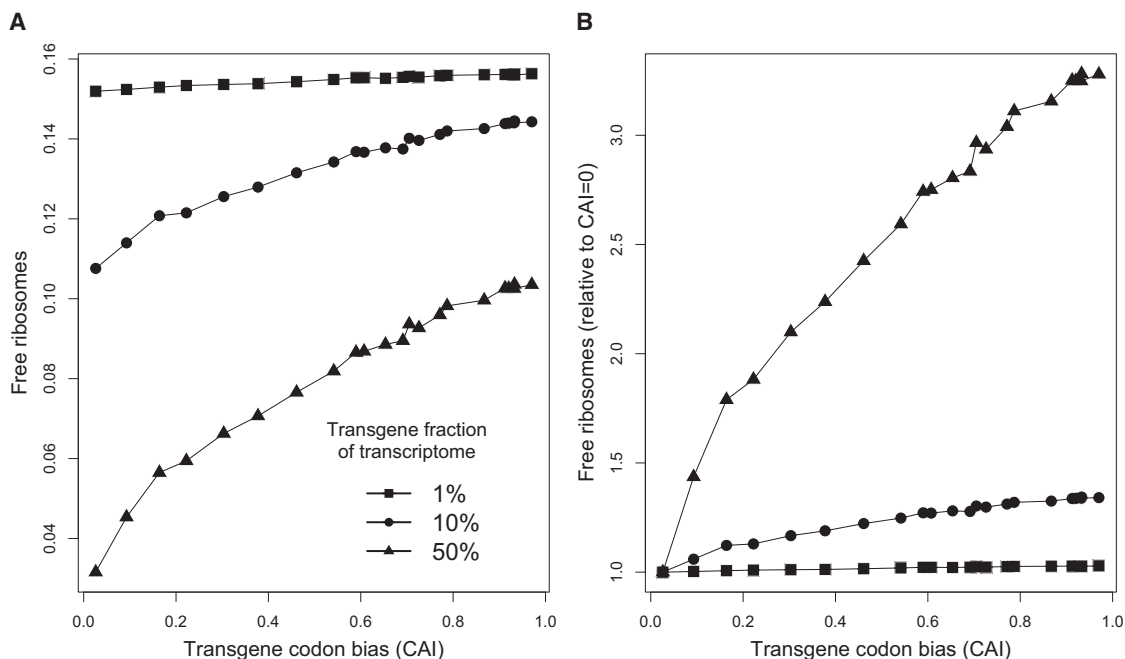 A
Free ribosomes
0.16
0.14
0.12
0.10
0.08
0.06
0.04
0.0 0.2 0.4 0.6 0.8 1.0
Transgene codon bias (CAI)
Transgene fraction
of transcriptome
1%
10%
50%
B
Free ribosomes (relative to CAI=0)
3.0
2.5
2.0
1.5
1.0
0.0 0.2 0.4 0.6 0.8 1.0
Transgene codon bias (CAI)